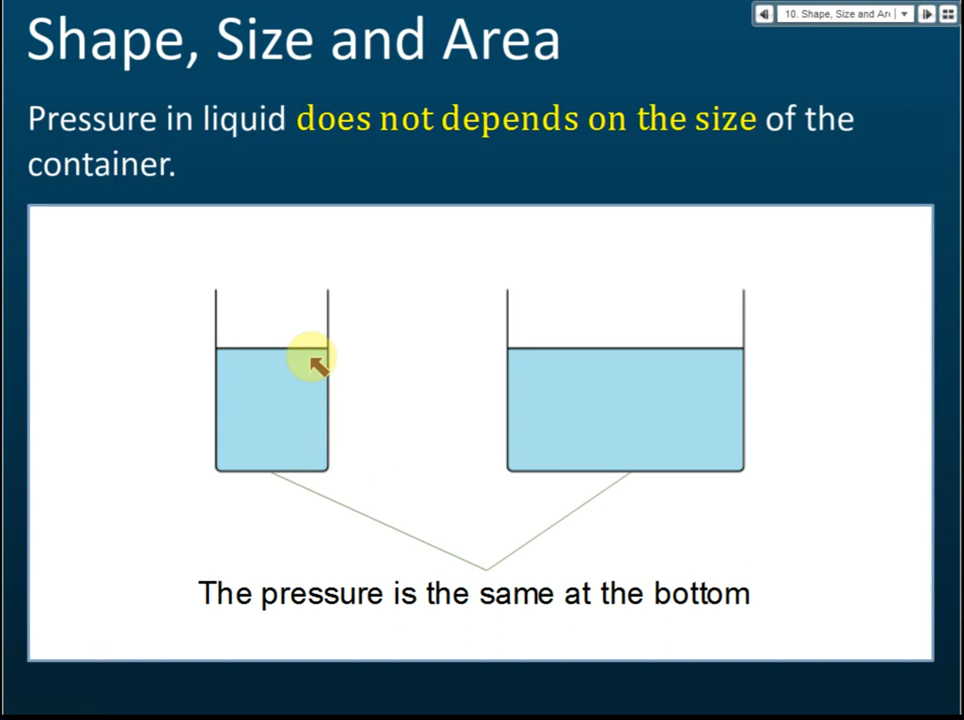 10. Shape, Size and Are
Shape, Size and Area
Pressure in liquid does not depends on the size of the
container.
The pressure is the same at the bottom